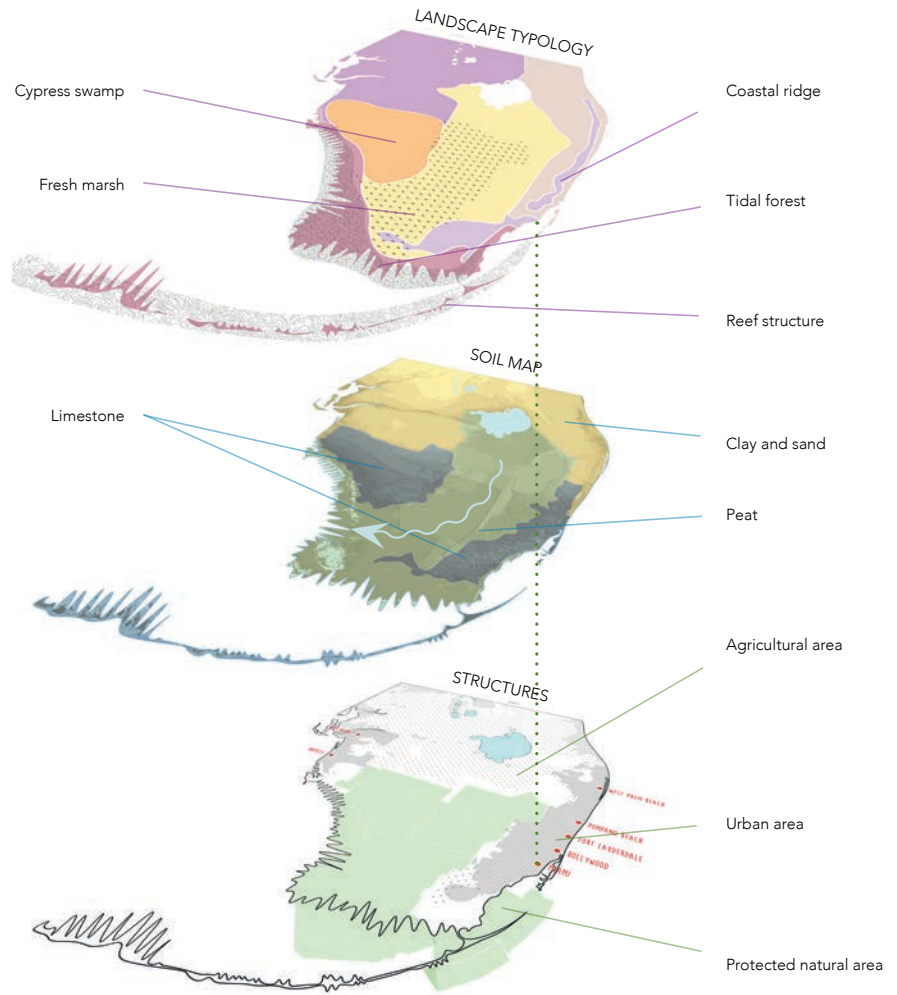 LANDSCAPE TYPOLOGY
Cypress swamp
Coastal ridge
Fresh marsh
Tidal forest
Reef structure
SOIL MAP
Limestone
Clay and sand
Peat
Agricultural area
STRUCTURES
WEST PALM BEACH
Urban area
POMPANO BEACH
FORT LAUDERDALE
HOLLYWOOD
MIAMI
Protected natural area